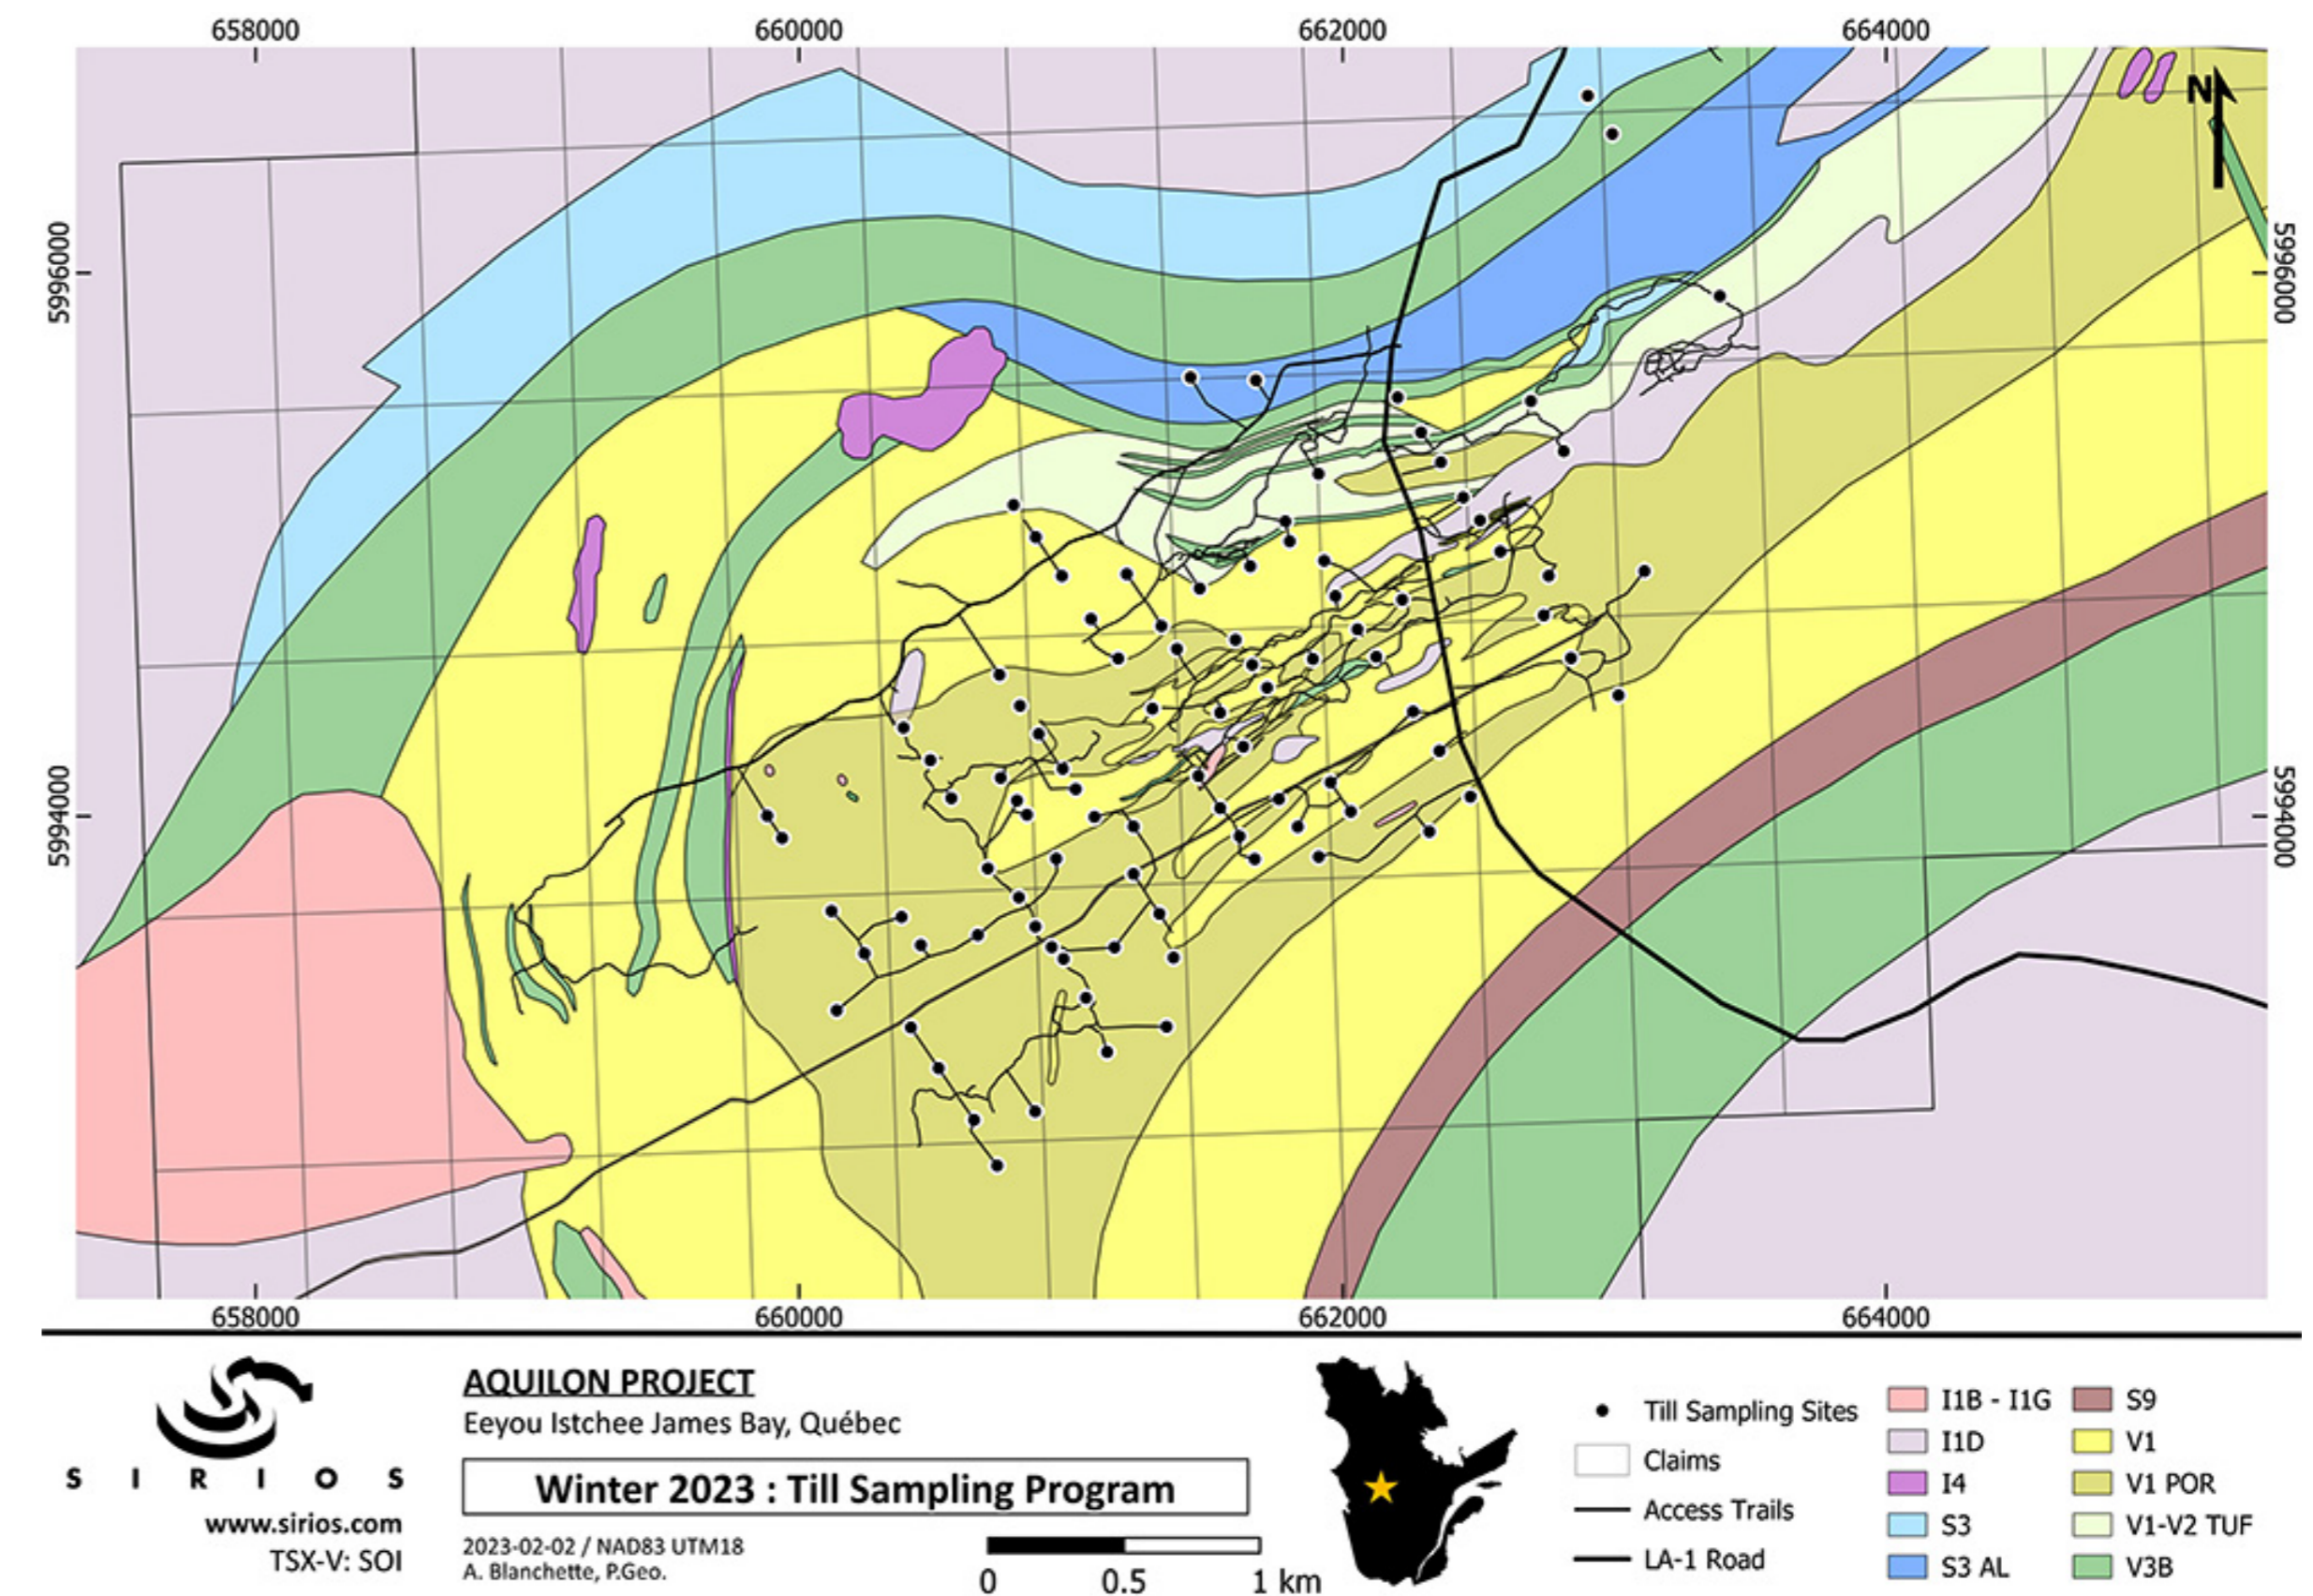 658000 660000 662000 664000
N
5996000 5996000
5994000 5994000
658000 660000 662000 664000
SIRIOS
www.sirios.com
TSX-V: SOI
AQUILON PROJECT
Eeyou Istchee James Bay, Québec
Winter 2023 : Till Sampling Program
2023-02-02 / NAD83 UTM18
A. Blanchette, P.Geo.
0 0.5 1 km
Till Sampling Sites
Claims
Access Trails
LA-1 Road
I1B - I1G
I1D
I4
S3
S3 AL
S9
V1
V1 POR
V1-V2 TUF
V3B